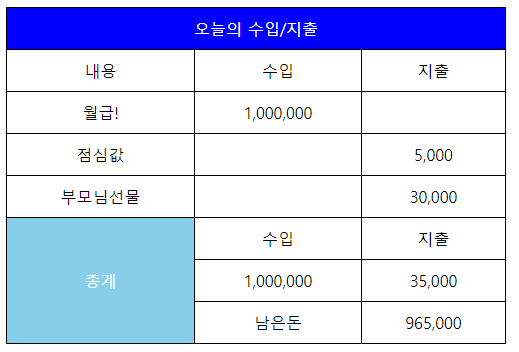 오늘의 수입/지출
내용 수입 지출
월급! 1,000,000
점심값 5,000
부모님선물 30,000
수입 지출
총계 1,000,000 35,000
남은돈 965,000